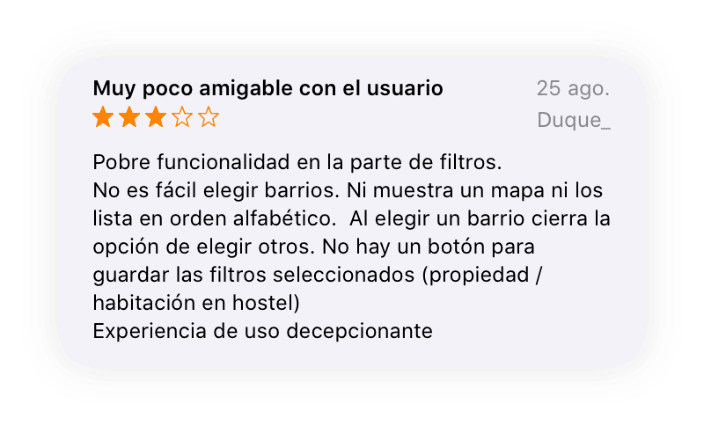 Muy poco amigable con el usuario
25 ago.
Duque_
Pobre funcionalidad en la parte de filtros.
No es fácil elegir barrios. Ni muestra un mapa ni los
lista en orden alfabético.  Al elegir un barrio cierra la
opción de elegir otros. No hay un botón para
guardar las filtros seleccionados (propiedad /
habitación en hostel)
Experiencia de uso decepcionante